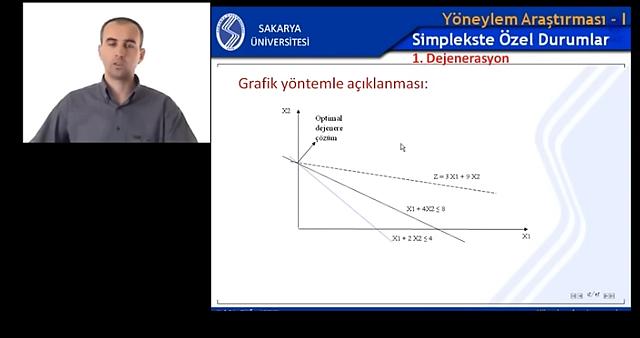 SAKARYA
ÜNİVERSİTESİ
Yöneylem Araştırması - I
Simplekste Özel Durumlar
1. Dejenerasyon
Grafik yöntemle açıklanması:
X2
Optimal
dejenere
çözüm
Z = 3 X1 + 9 X2
X1 + 4X2 ≤ 8
X1 + 2 X2 ≤ 4
X1